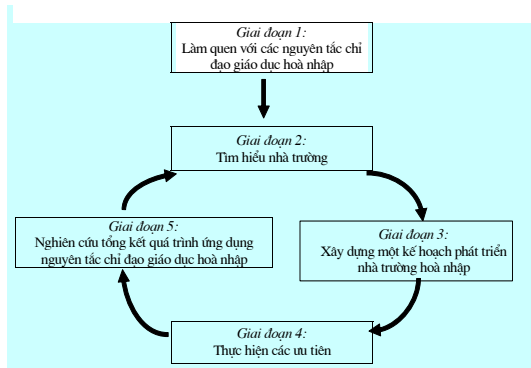 Giai đoạn 1:
Làm quen với các nguyên tắc chỉ
đạo giáo dục hoà nhập
Giai đoạn 2:
Tìm hiểu nhà trường
Giai đoạn 3:
Xây dựng một kế hoạch phát triển
nhà trường hoà nhập
Giai đoạn 4:
Thực hiện các ưu tiên
Giai đoạn 5:
Nghiên cứu tổng kết quá trình ứng dụng
nguyên tắc chỉ đạo giáo dục hoà nhập